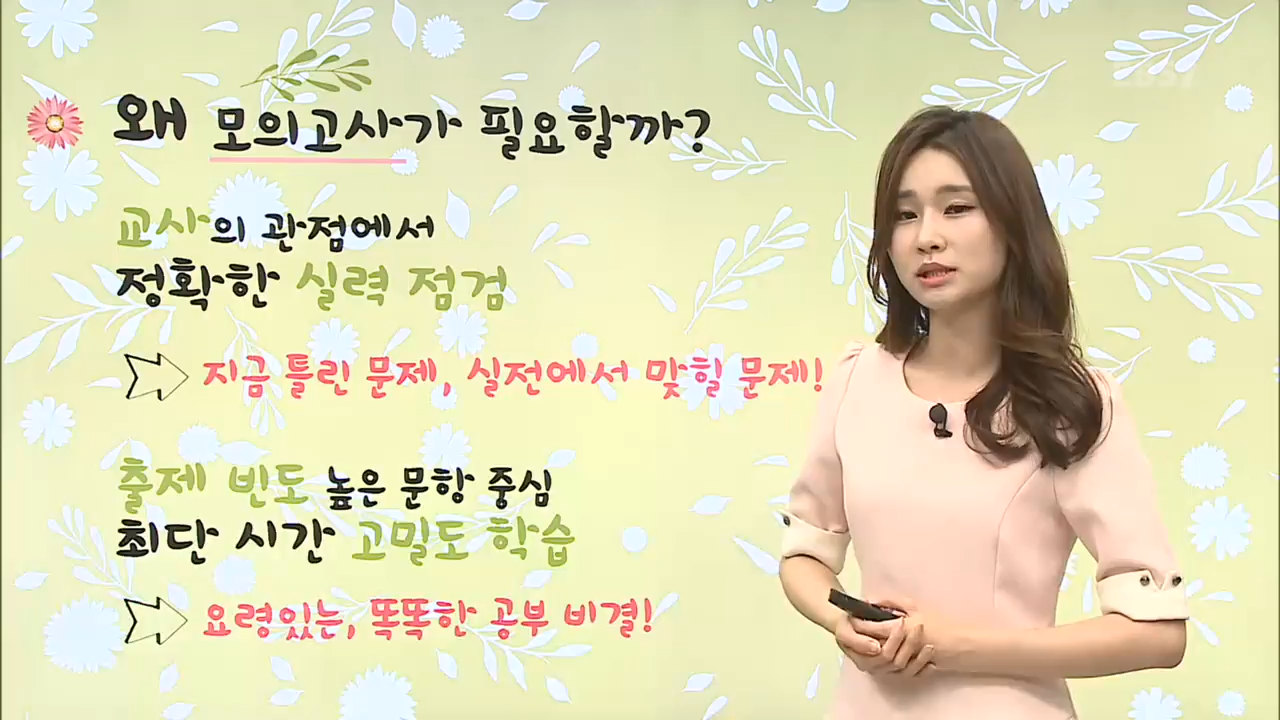 왜 모의고사가 필요할까?
교사의 관점에서
정확한 실력 점검
지금 틀린 문제, 실전에서 맞힐 문제!
출제 빈도 높은 문항 중심
최단 시간 고밀도 학습
요령있는, 똑똑한 공부 비결!